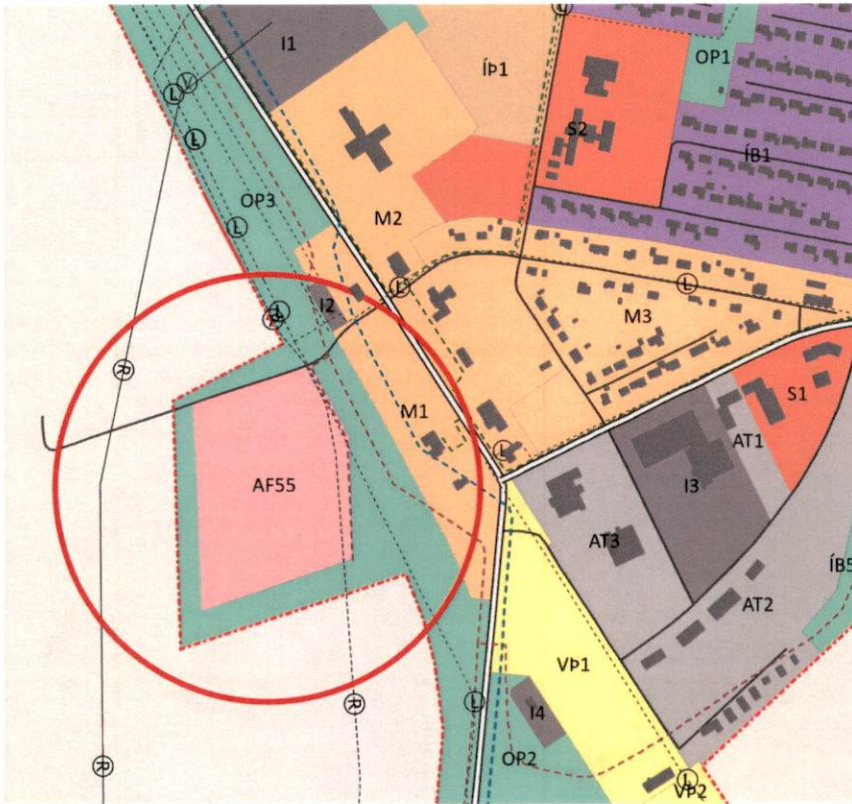 L
I1
ÍÞ1
OP1
L
L
S2
L
ÍB1
OP3
M2
L
L
L
I2
L
M3
R
M1
S1
L
AT1
AF55
I3
AT3
ÍB5
AT2
VÞ1
R
L
I4
OP2
R
L
VÞ2